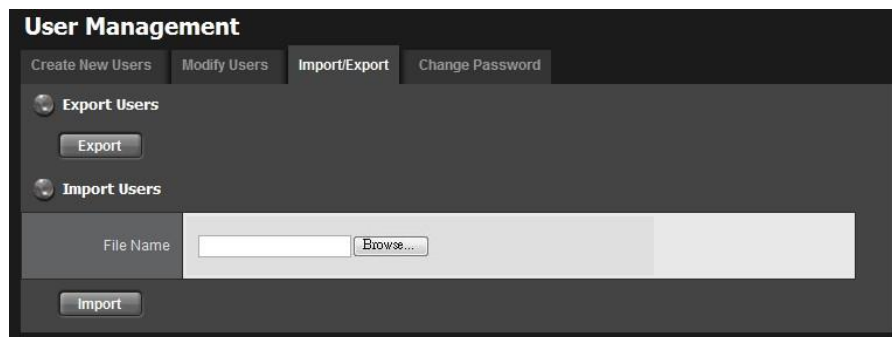 User Management
Create New Users Modify Users Import/Export Change Password
Export Users
Export
Import Users
File Name Browse...
Import